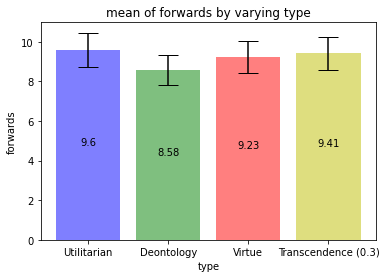 mean of forwards by varying type
forwards
10
8
6
4
2
0
9.6
8.58
9.23
9.41
Utilitarian Deontology Virtue Transcendence (0.3)
type